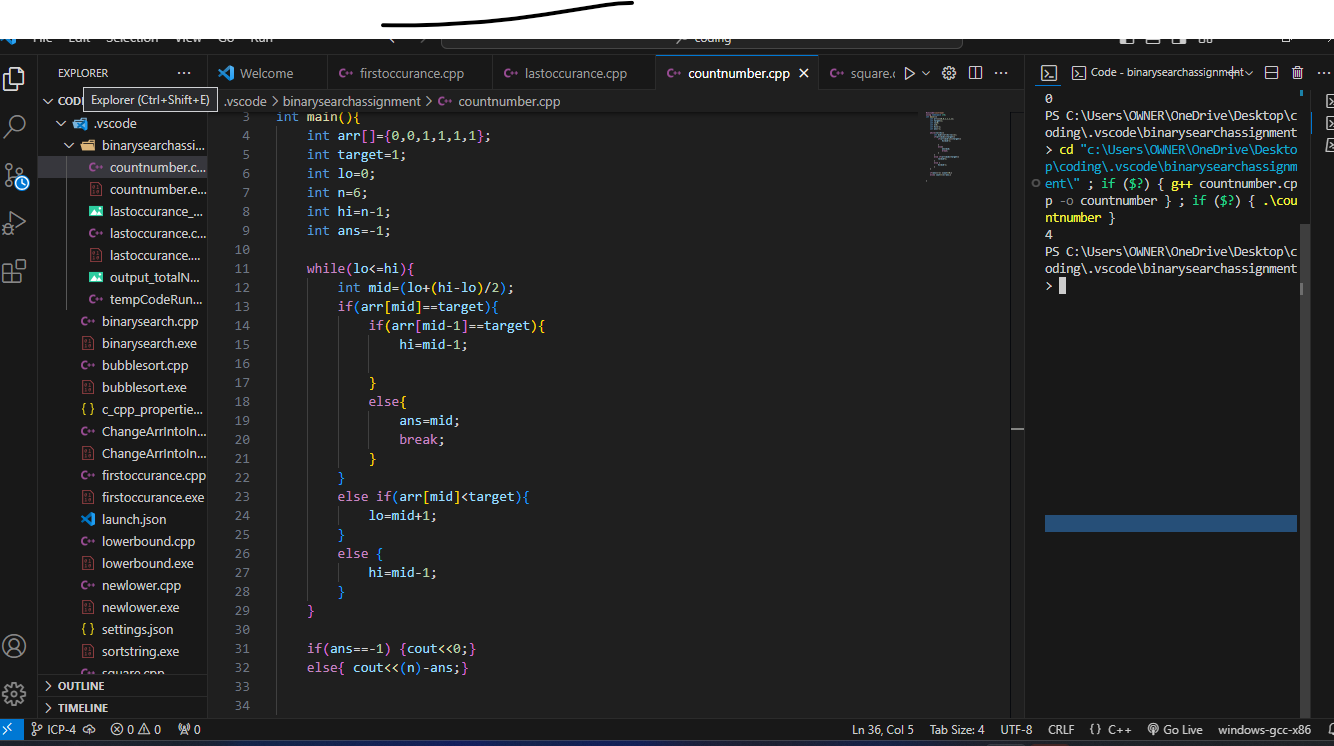 File Edit Selection View Go Run
coding
EXPLORER
Welcome
firstoccurance.cpp
lastoccurance.cpp
countnumber.cpp
square.c
Code - binarysearchassignment
Explorer (Ctrl+Shift+E)
.vscode > binarysearchassignment > countnumber.cpp
.vscode
binarysearchassi...
countnumber.c...
countnumber.e...
lastoccurance_...
lastoccurance.c...
lastoccurance....
output_totalN...
tempCodeRun...
binarysearch.cpp
binarysearch.exe
bubblesort.cpp
bubblesort.exe
c_cpp_propertie...
ChangeArrIntoIn...
ChangeArrIntoIn...
firstoccurance.cpp
firstoccurance.exe
launch.json
lowerbound.cpp
lowerbound.exe
newlower.cpp
newlower.exe
settings.json
sortstring.exe
square.cpp
OUTLINE
TIMELINE
3 int main(){
4 int arr[]={0,0,1,1,1,1};
5 int target=1;
6 int lo=0;
7 int n=6;
8 int hi=n-1;
9 int ans=-1;
10
11 while(lo<=hi){
12 int mid=(lo+(hi-lo)/2);
13 if(arr[mid]==target){
14 if(arr[mid-1]==target){
15 hi=mid-1;
16
17 }
18 else{
19 ans=mid;
20 break;
21 }
22 }
23 else if(arr[mid]<target){
24 lo=mid+1;
25 }
26 else {
27 hi=mid-1;
28 }
29 }
30
31 if(ans==-1) {cout<<0;}
32 else{ cout<<(n)-ans;}
33
34
0
PS C:\Users\OWNER\OneDrive\Desktop\c
oding\.vscode\binarysearchassignment
> cd "c:\Users\OWNER\OneDrive\Deskto
p\coding\.vscode\binarysearchassignm
ent\" ; if ($?) { g++ countnumber.cp
p -o countnumber } ; if ($?) { .\cou
ntnumber }
4
PS C:\Users\OWNER\OneDrive\Desktop\c
oding\.vscode\binarysearchassignment
>
ICP-4 0 0 0 Ln 36, Col 5 Tab Size: 4 UTF-8 CRLF {} C++ Go Live windows-gcc-x86